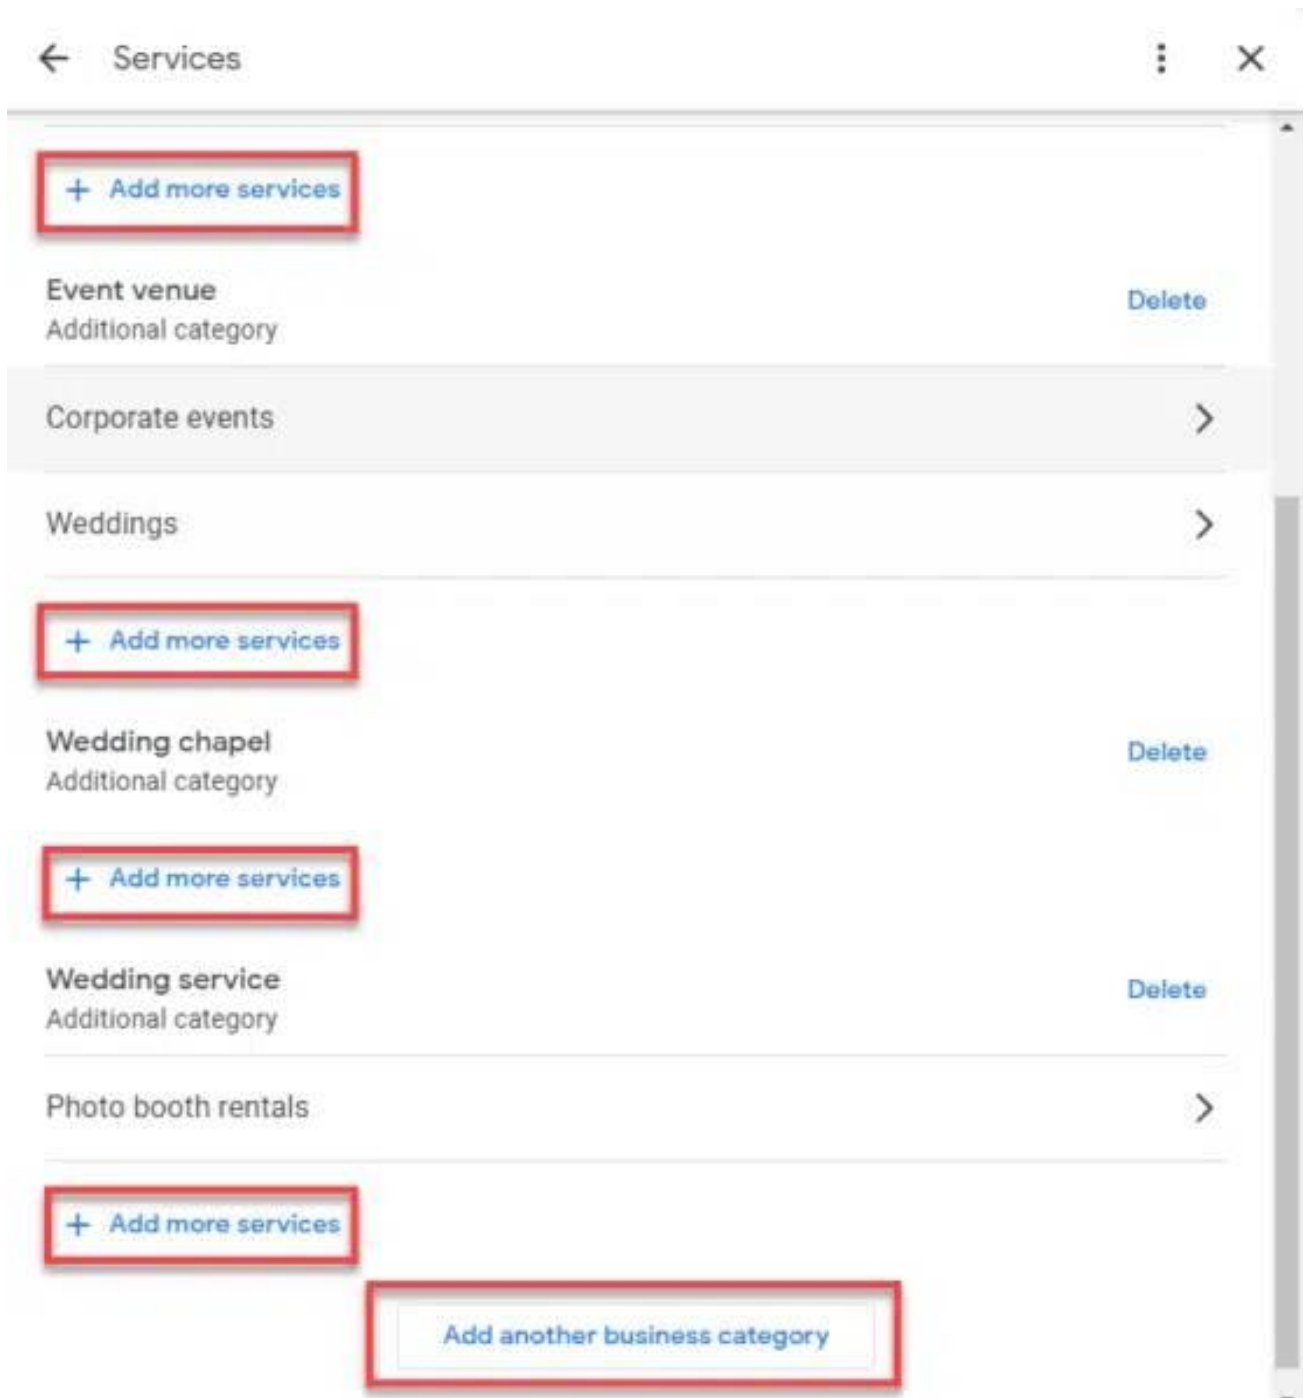 Services
+ Add more services
Event venue
Delete
Additional category
Corporate events
Weddings
+ Add more services
Wedding chapel
Delete
Additional category
+ Add more services
Wedding service
Delete
Additional category
Photo booth rentals
+ Add more services
Add another business category